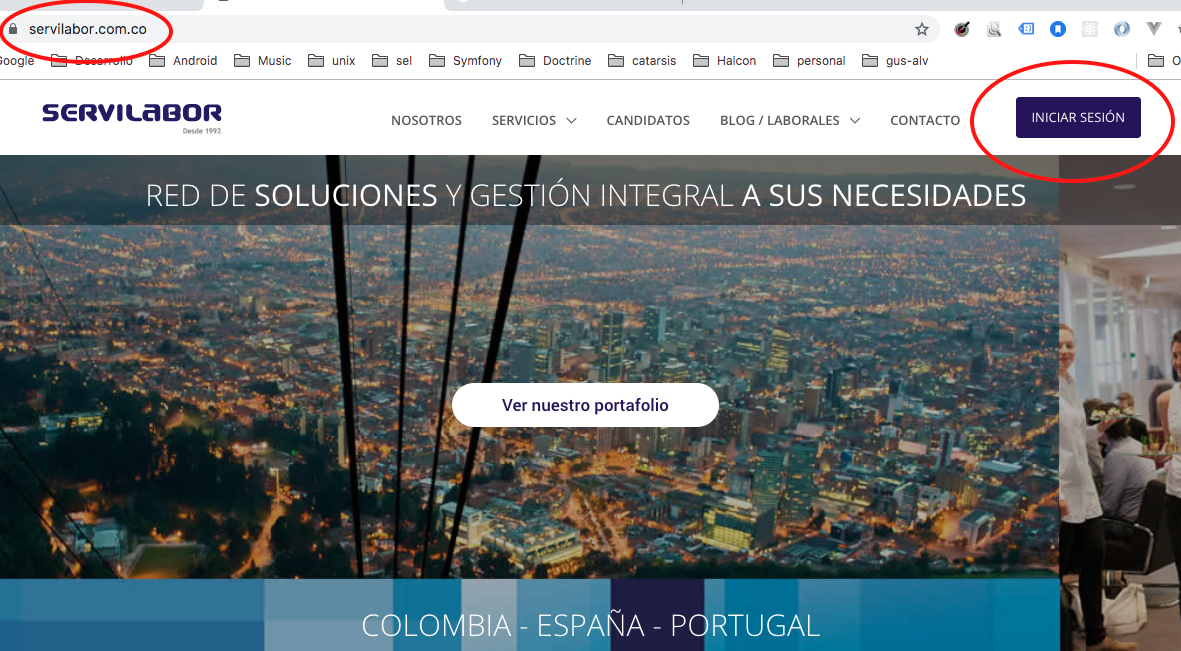 servilabor.com.co
Google Desarrollo Android Music unix sel Symfony Doctrine catarsis Halcon personal gus-alv O
SERVILABOR
Desde 1992
NOSOTROS SERVICIOS CANDIDATOS BLOG / LABORALES CONTACTO INICIAR SESIÓN
RED DE SOLUCIONES Y GESTIÓN INTEGRAL A SUS NECESIDADES
Ver nuestro portafolio
COLOMBIA - ESPAÑA - PORTUGAL